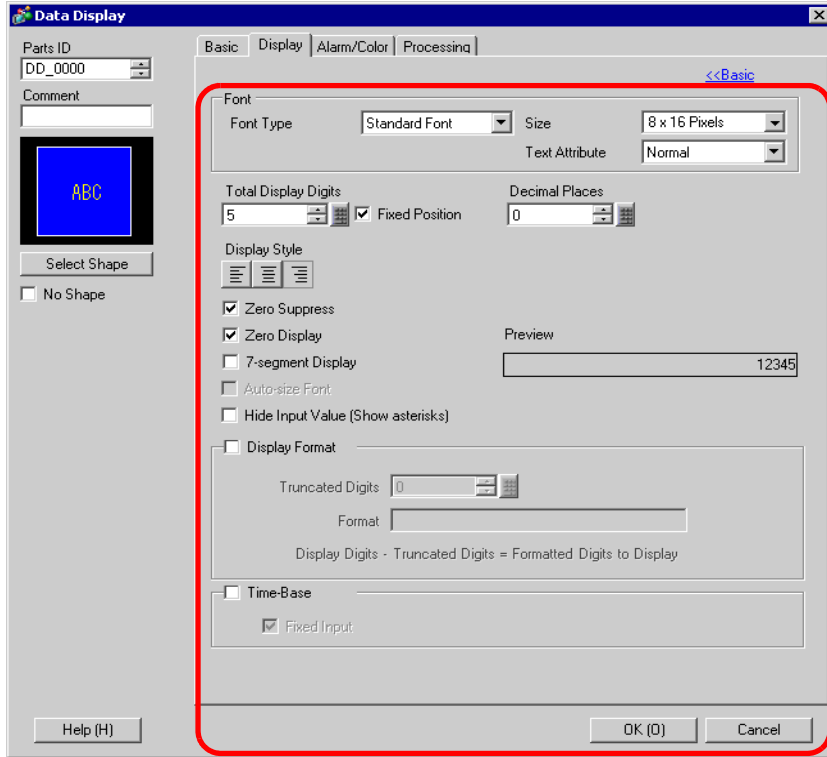 Data Display
Parts ID
DD_0000
Comment
ABC
Select Shape
No Shape
Help (H)
Basic Display Alarm/Color Processing
<<Basic
Font
Font Type Standard Font Size 8 x 16 Pixels
Text Attribute Normal
Total Display Digits Decimal Places
5 Fixed Position 0
Display Style
Zero Suppress
Zero Display Preview
7-segment Display 12345
Auto-size Font
Hide Input Value (Show asterisks)
Display Format
Truncated Digits 0
Format
Display Digits - Truncated Digits = Formatted Digits to Display
Time-Base
Fixed Input
OK (O) Cancel